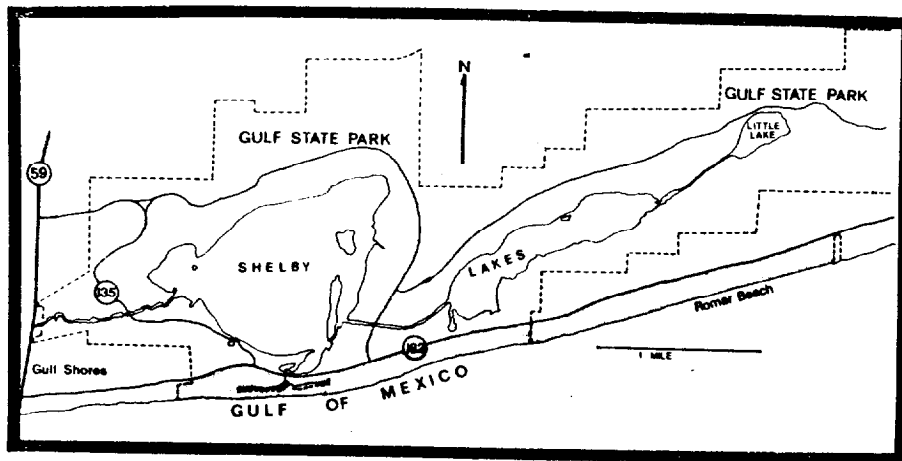 N
GULF STATE PARK
GULF STATE PARK
LITTLE
LAKE
59
SHELBY
LAKES
135
182
Romar Beach
1 MILE
Gulf Shores
GULF OF MEXICO